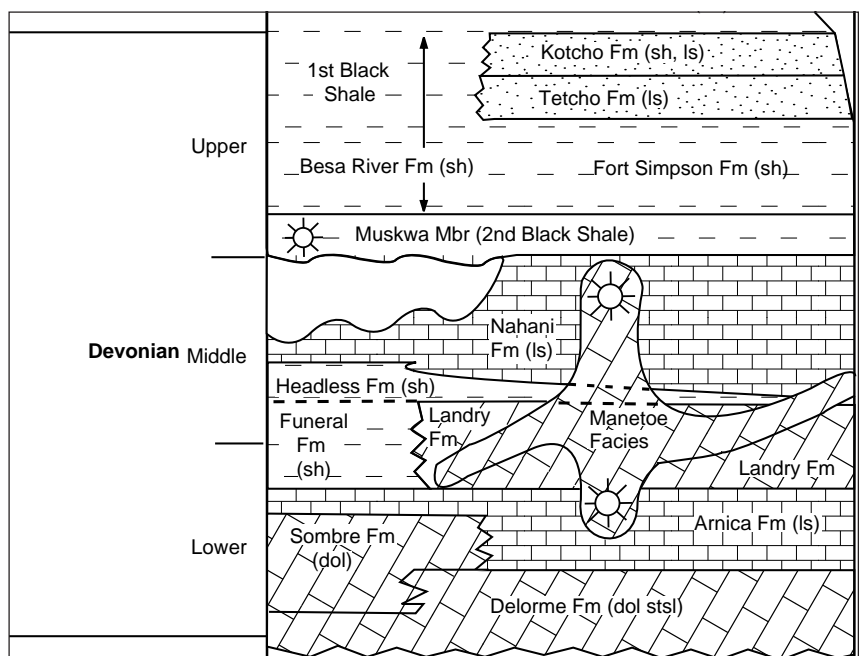 Kotcho Fm (sh, ls)
1st Black
Shale
Tetcho Fm (ls)
Upper
Besa River Fm (sh)
Fort Simpson Fm (sh)
Muskwa Mbr (2nd Black Shale)
Nahani
Fm (ls)
Devonian
Middle
Headless Fm (sh)
Funeral
Fm
(sh)
Landry
Fm
Manetoe
Facies
Landry Fm
Arnica Fm (ls)
Sombre Fm
(dol)
Lower
Delorme Fm (dol stsl)